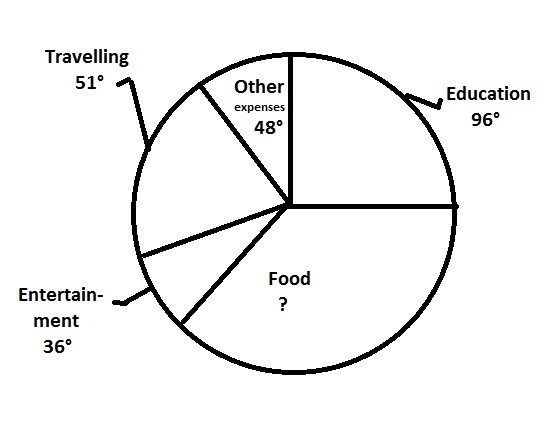 Travelling
51°
Other
expenses
48°
Education
96°
Food
?
Entertain-
ment
36°